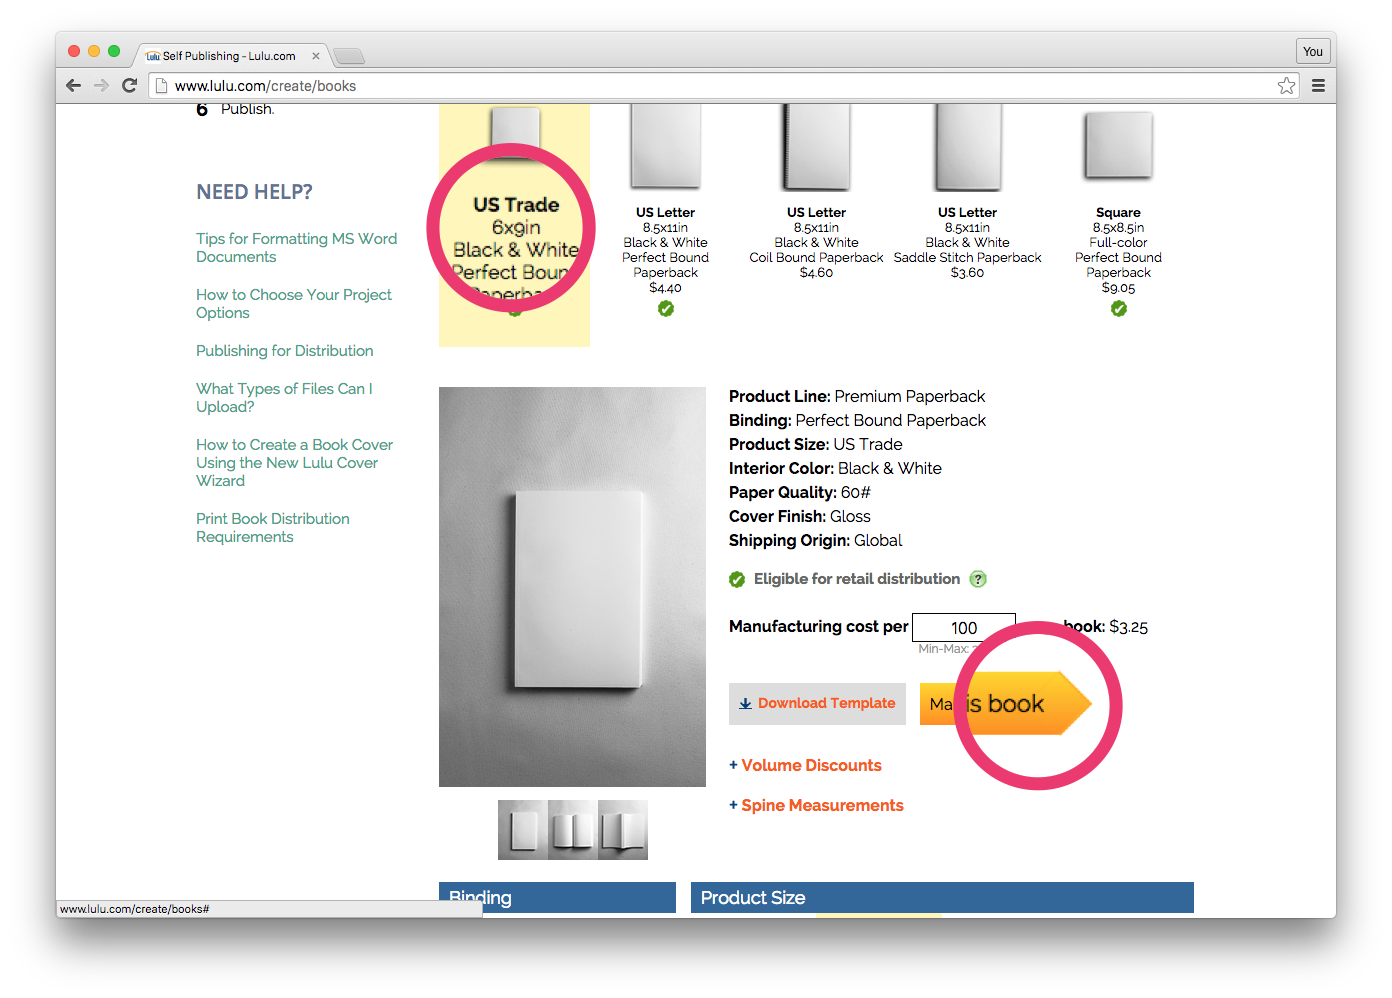 Self Publishing - Lulu.com
You
www.lulu.com/create/books
6 Publish.
NEED HELP?
Tips for Formatting MS Word
Documents
How to Choose Your Project
Options
Publishing for Distribution
What Types of Files Can I
Upload?
How to Create a Book Cover
Using the New Lulu Cover
Wizard
Print Book Distribution
Requirements
US Trade
6x9in
Black & White
Perfect Boun
Paperba
US Letter
8.5x11in
Black & White
Perfect Bound
Paperback
$4.40
US Letter
8.5x11in
Black & White
Coil Bound Paperback
$4.60
US Letter
8.5x11in
Black & White
Saddle Stitch Paperback
$3.60
Square
8.5x8.5in
Full-color
Perfect Bound
Paperback
$9.05
Product Line: Premium Paperback
Binding: Perfect Bound Paperback
Product Size: US Trade
Interior Color: Black & White
Paper Quality: 60#
Cover Finish: Gloss
Shipping Origin: Global
Eligible for retail distribution ?
Manufacturing cost per 100 book: $3.25
Min-Max:
Download Template
Ma is book
+ Volume Discounts
+ Spine Measurements
Binding
Product Size
www.lulu.com/create/books#